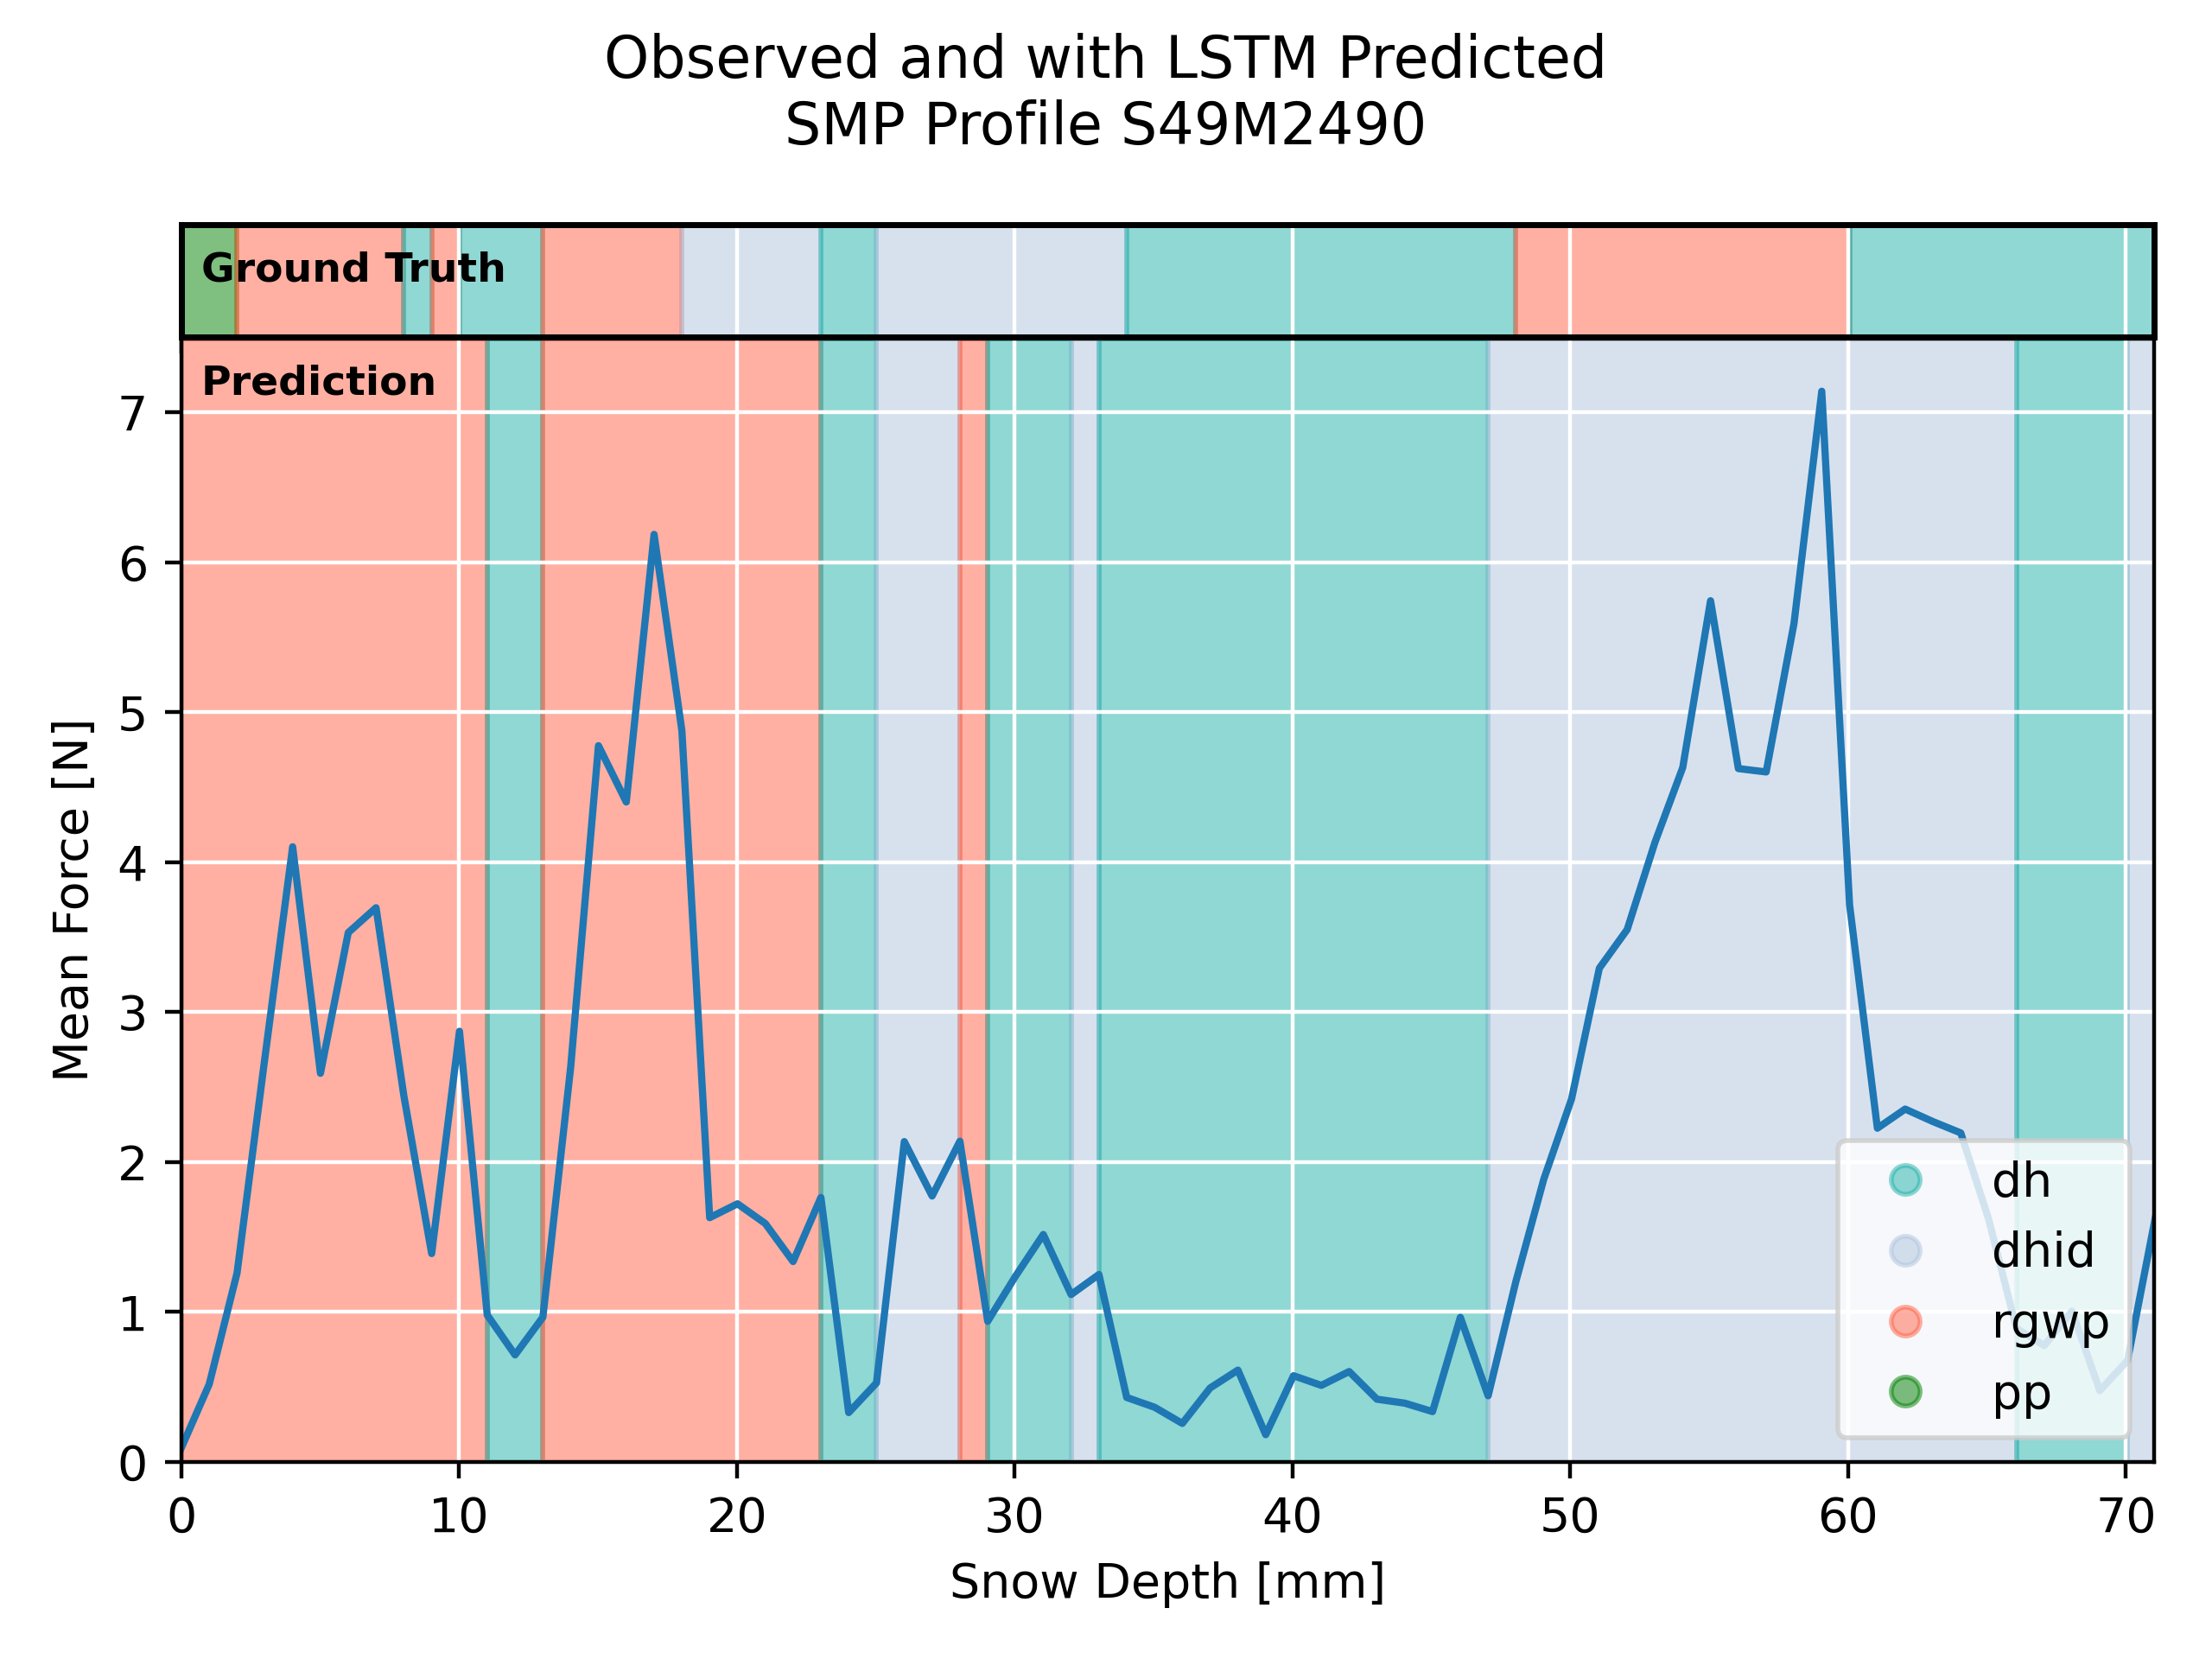 Observed and with LSTM Predicted
SMP Profile S49M2490
Ground Truth
Prediction
7
6
5
4
3
2
1
0
Mean Force [N]
0 10 20 30 40 50 60 70
Snow Depth [mm]
dh
dhid
rgwp
pp